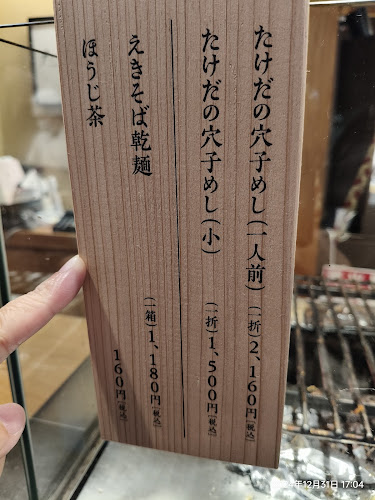 たけだの穴子めし(一人前)(一折)2、160円(税込)
たけだの穴子めし(小)(一折)1、500円(税込)
えきそば乾麺(一箱)1、180円(税込)
ほうじ茶 160円(税込)
年12月31日 17:04